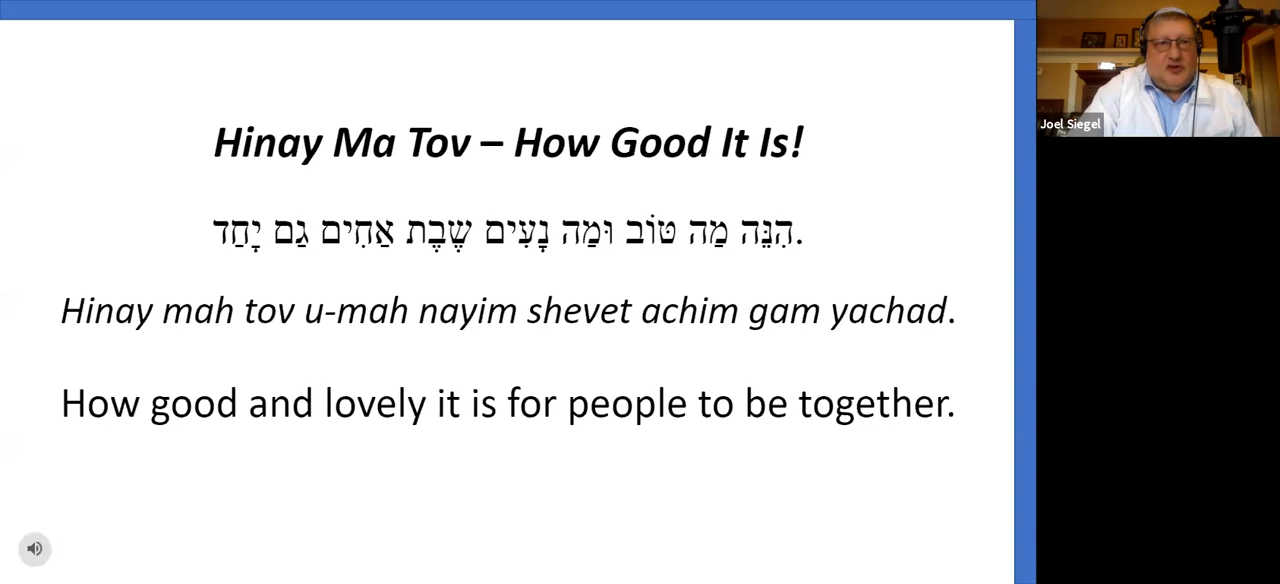 Hinay Ma Tov – How Good It Is!
הִנֵּה מַה טּוֹב וּמַה נָּעִים שֶׁבֶת אַחִים גַּם יָחַד.
Hinay mah tov u-mah nayim shevet achim gam yachad.
How good and lovely it is for people to be together.
Joel Siegel